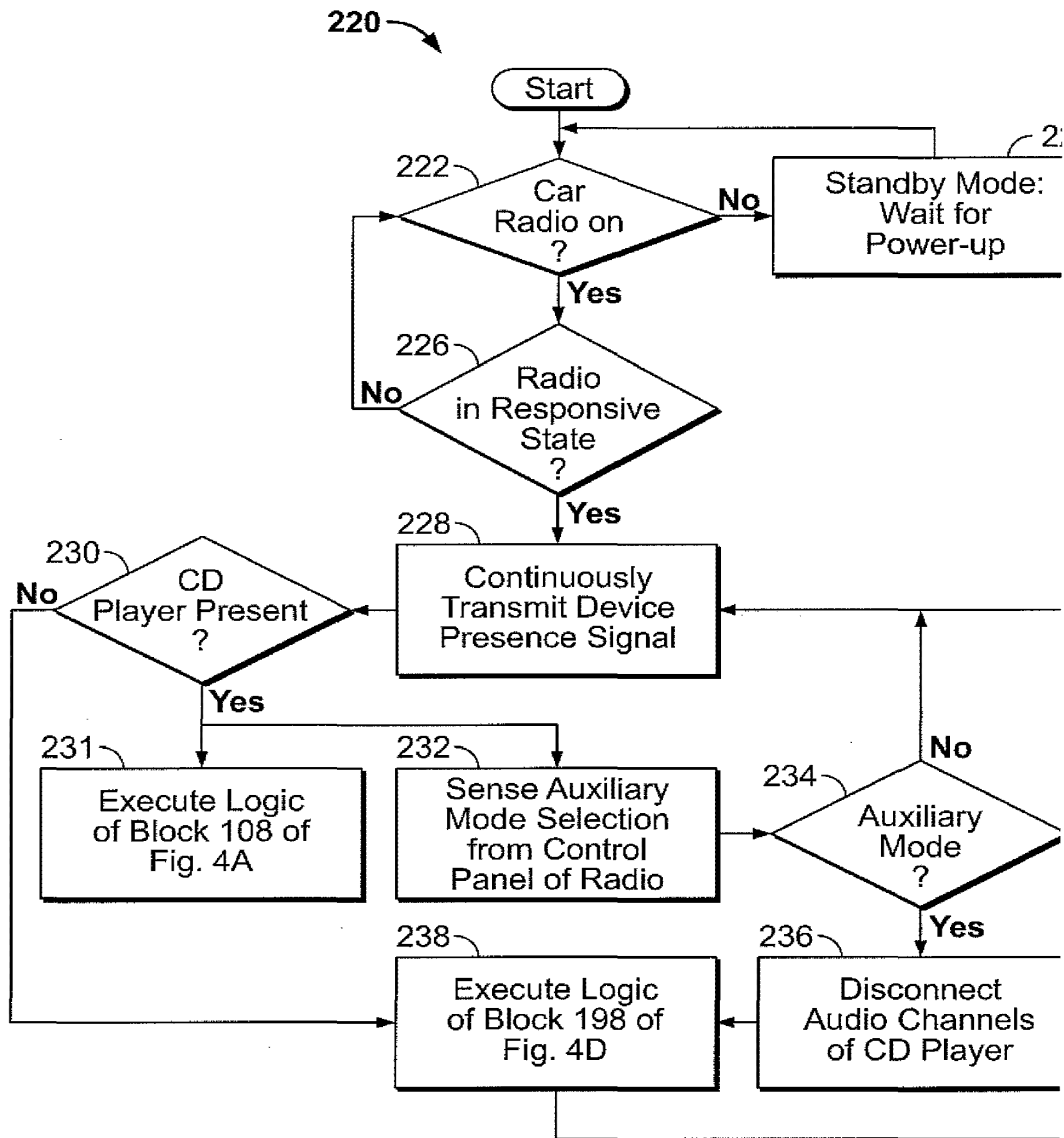 220
Start
222
Car
Radio on
?
No
Standby Mode:
Wait for
Power-up
Yes
226
No
Radio
in Responsive
State
?
Yes
228
Continuously
Transmit Device
Presence Signal
230
No
CD
Player Present
?
Yes
231
Execute Logic
of Block 108 of
Fig. 4A
232
Sense Auxiliary
Mode Selection
from Control
Panel of Radio
No
234
Auxiliary
Mode
?
Yes
236
Disconnect
Audio Channels
of CD Player
238
Execute Logic
of Block 198 of
Fig. 4D